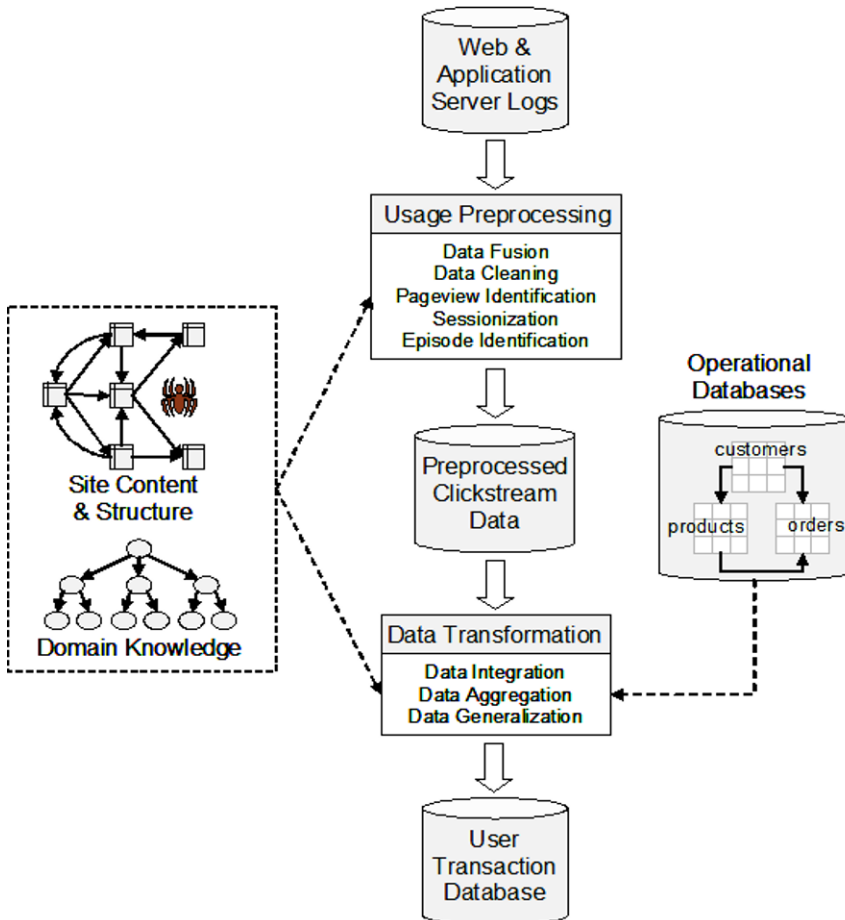 Web &
Application
Server Logs
Usage Preprocessing
Data Fusion
Data Cleaning
Pageview Identification
Sessionization
Episode Identification
Site Content
& Structure
Domain Knowledge
Preprocessed
Clickstream
Data
Operational
Databases
customers
products
orders
Data Transformation
Data Integration
Data Aggregation
Data Generalization
User
Transaction
Database